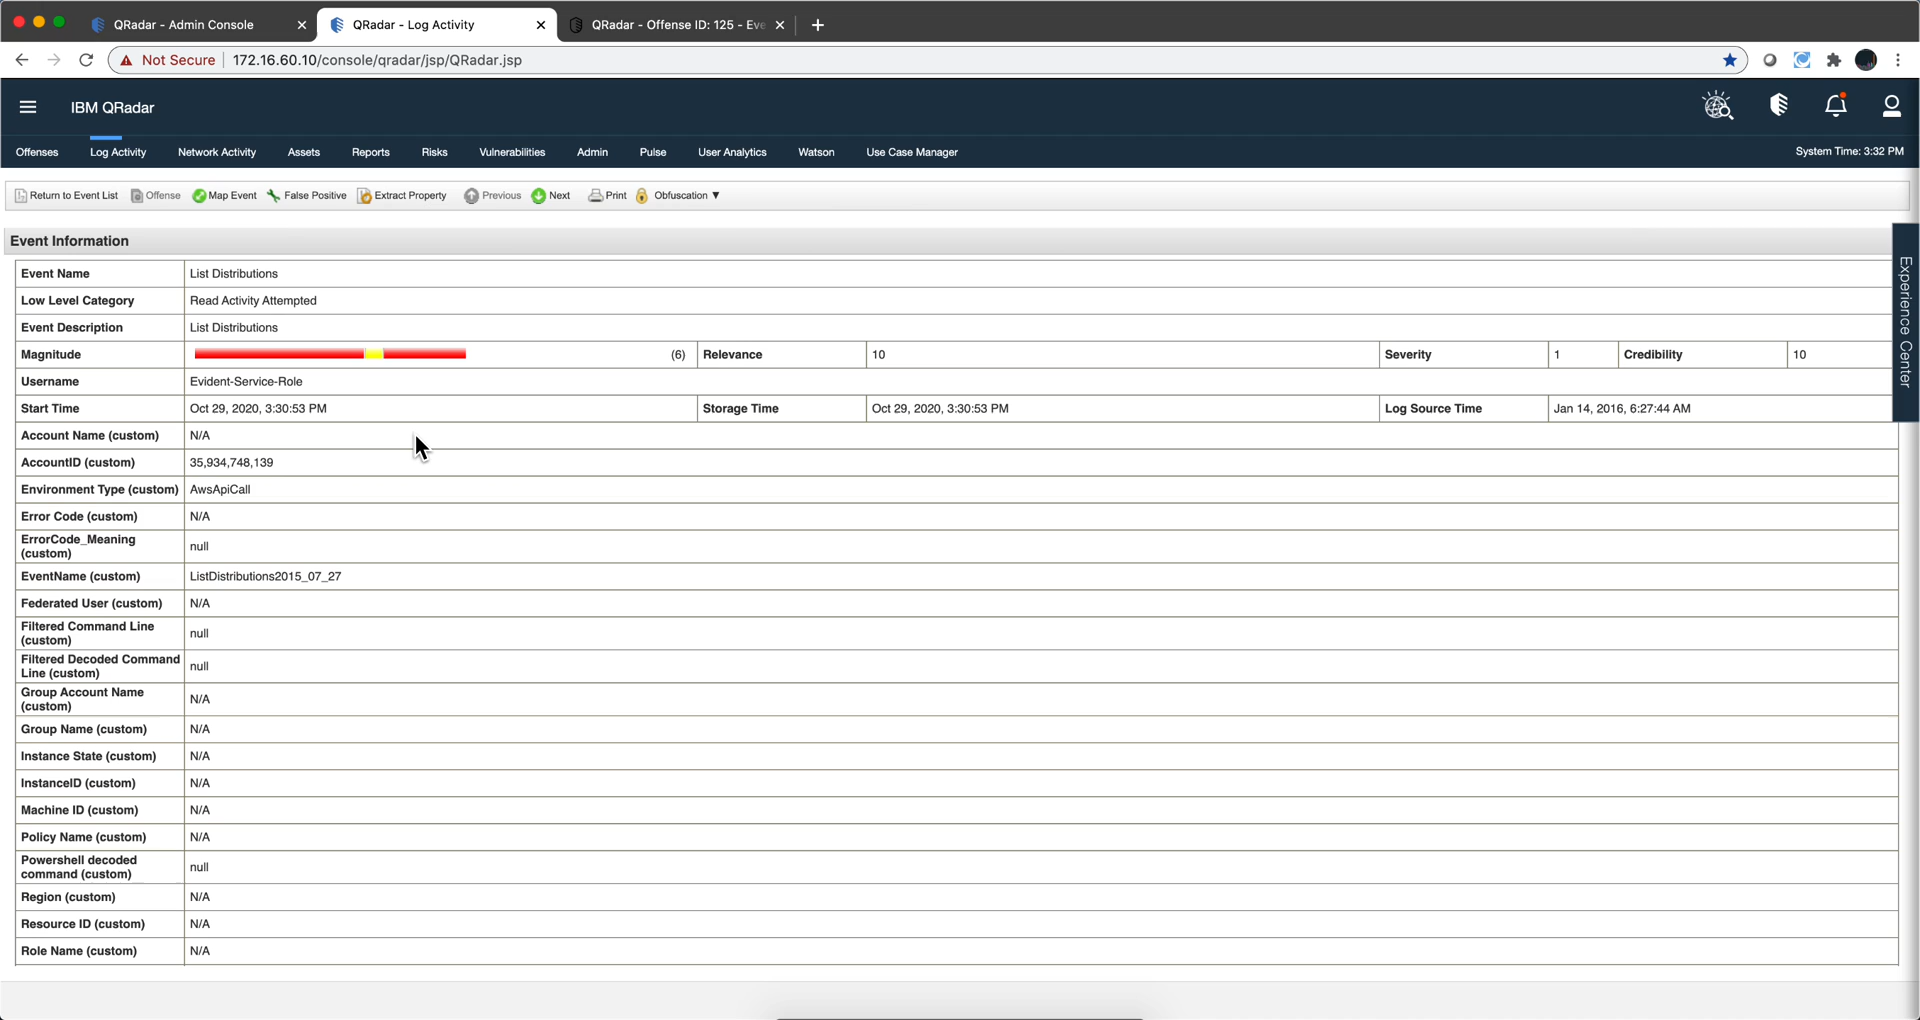 QRadar - Admin Console
QRadar - Log Activity
QRadar - Offense ID: 125 - Eve
Not Secure
172.16.60.10/console/qradar/jsp/QRadar.jsp
IBM QRadar
Offenses Log Activity Network Activity Assets Reports Risks Vulnerabilities Admin Pulse User Analytics Watson Use Case Manager System Time: 3:32 PM
Return to Event List Offense Map Event False Positive Extract Property Previous Next Print Obfuscation ▼
Event Information
Experience Center
Event Name List Distributions
Low Level Category Read Activity Attempted
Event Description List Distributions
Magnitude (6) Relevance 10 Severity 1 Credibility 10
Username Evident-Service-Role
Start Time Oct 29, 2020, 3:30:53 PM Storage Time Oct 29, 2020, 3:30:53 PM Log Source Time Jan 14, 2016, 6:27:44 AM
Account Name (custom) N/A
AccountID (custom) 35,934,748,139
Environment Type (custom) AwsApiCall
Error Code (custom) N/A
ErrorCode_Meaning
(custom) null
EventName (custom) ListDistributions2015_07_27
Federated User (custom) N/A
Filtered Command Line
(custom) null
Filtered Decoded Command
Line (custom) null
Group Account Name
(custom) N/A
Group Name (custom) N/A
Instance State (custom) N/A
InstanceID (custom) N/A
Machine ID (custom) N/A
Policy Name (custom) N/A
Powershell decoded
command (custom) null
Region (custom) N/A
Resource ID (custom) N/A
Role Name (custom) N/A